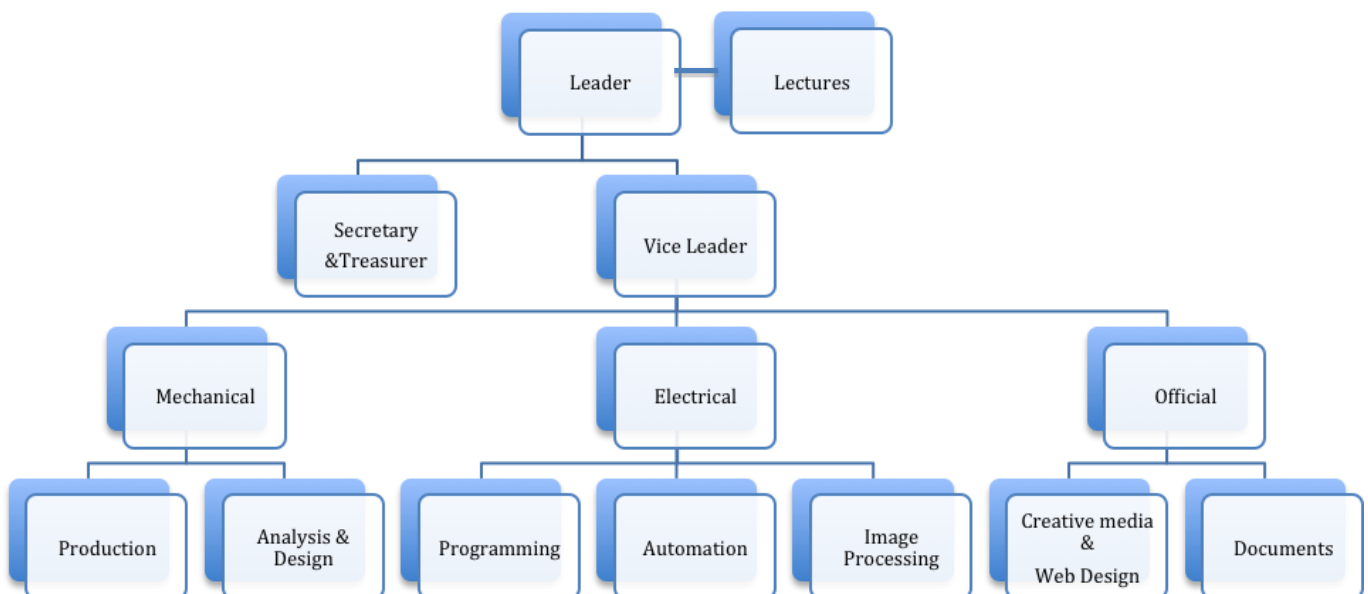 Leader
Lectures
Secretary
&Treasurer
Vice Leader
Mechanical
Electrical
Official
Production
Analysis &
Design
Programming
Automation
Image
Processing
Creative media
&
Web Design
Documents